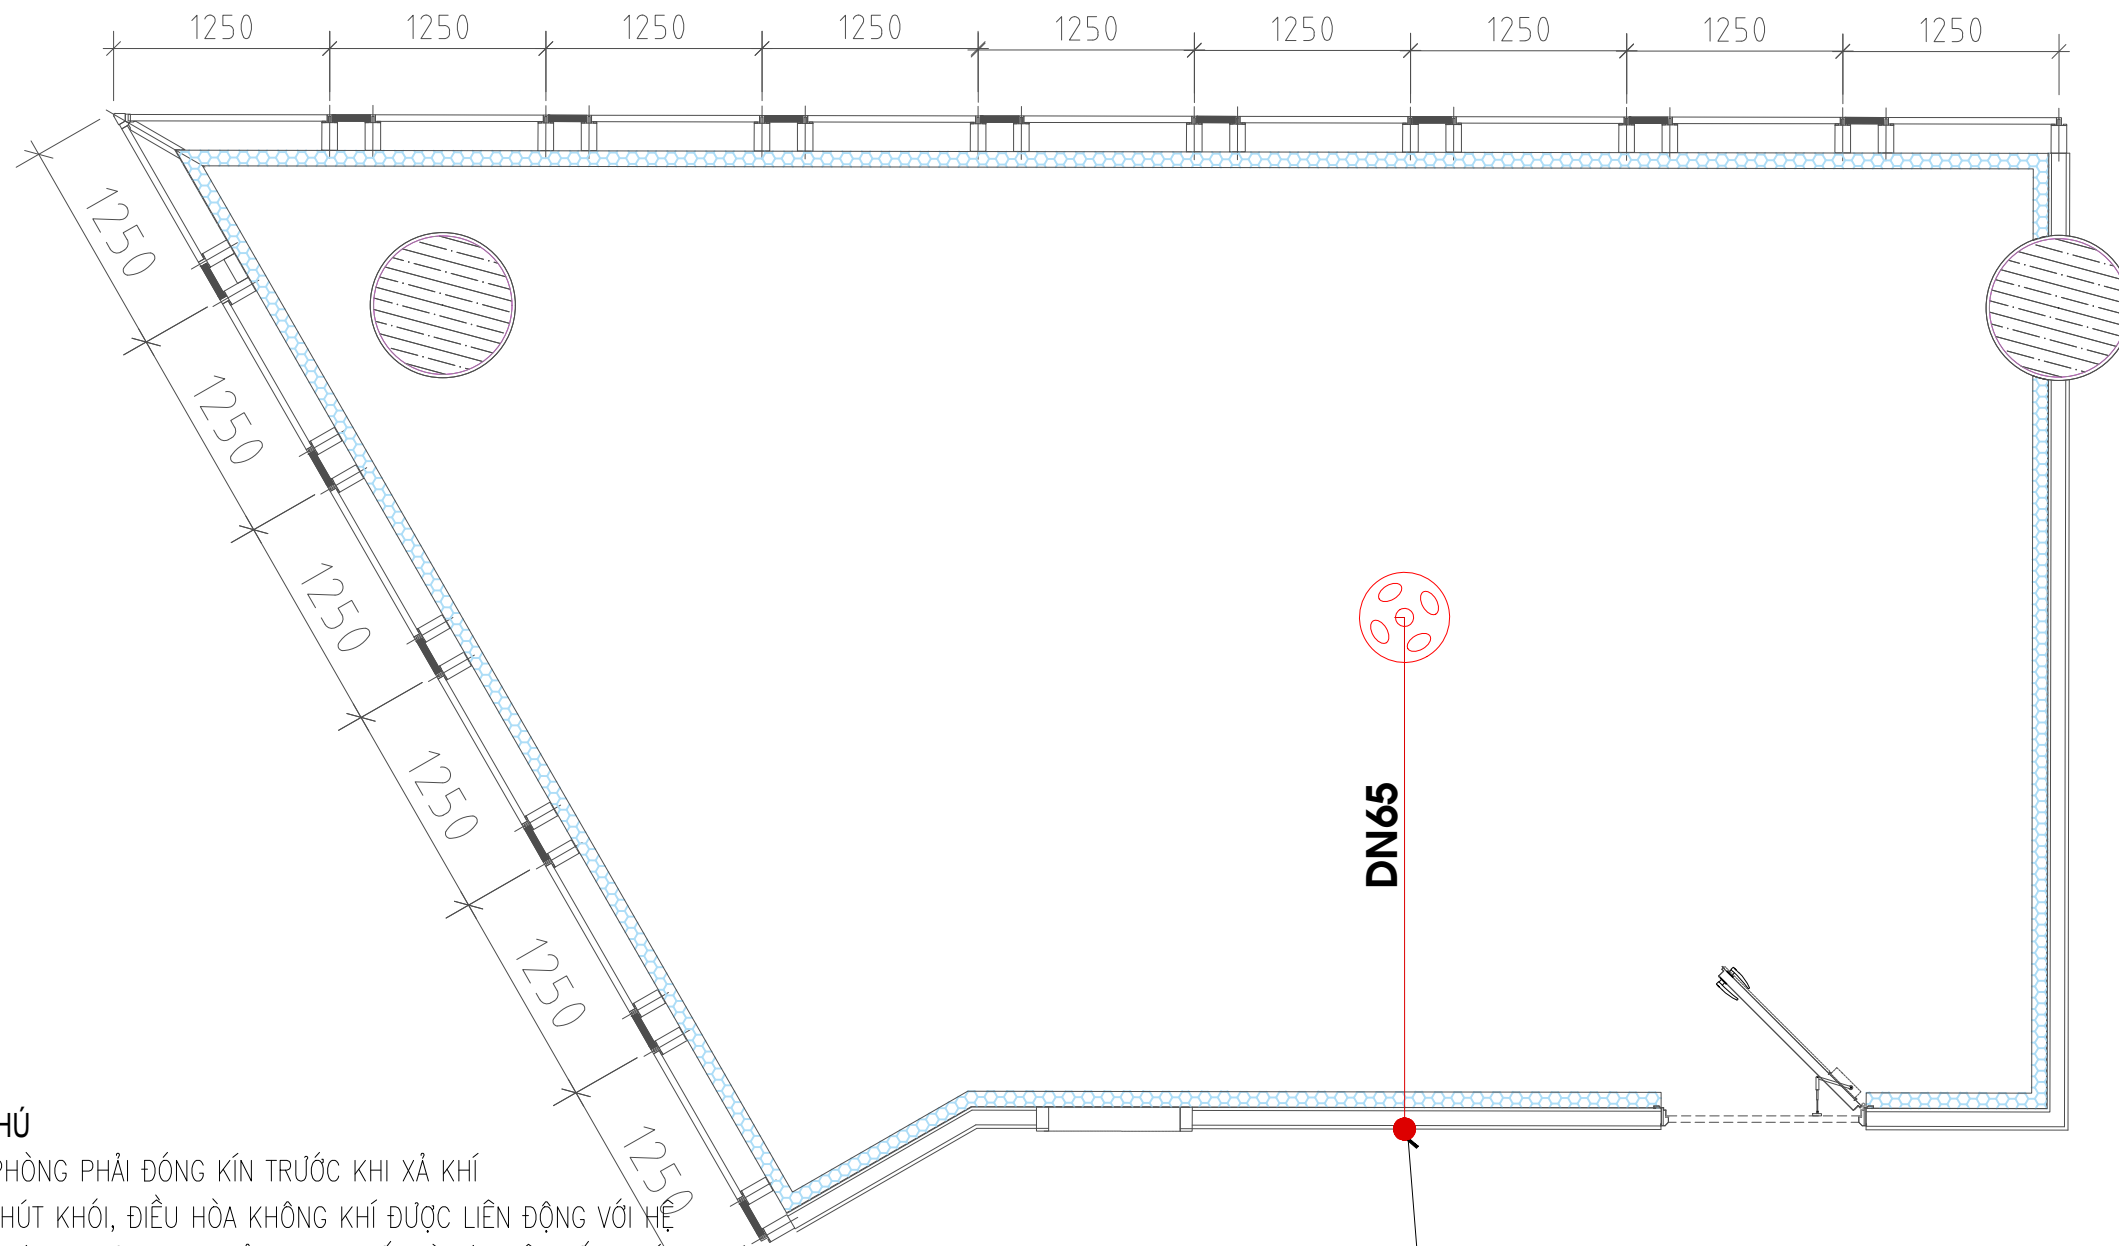 1250 1250 1250 1250 1250 1250 1250 1250 1250
1250
1250
1250
1250
1250
1250
DN65
HÚ
PHÒNG PHẢI ĐÓNG KÍN TRƯỚC KHI XẢ KHÍ
HÚT KHÓI, ĐIỀU HÒA KHÔNG KHÍ ĐƯỢC LIÊN ĐỘNG VỚI HỆ